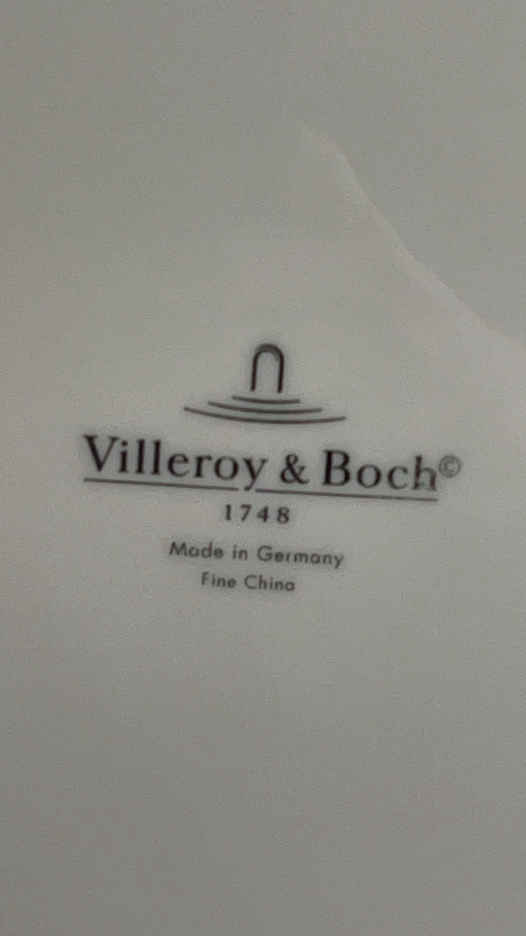 Villeroy & Boch©
1748
Made in Germany
Fine China